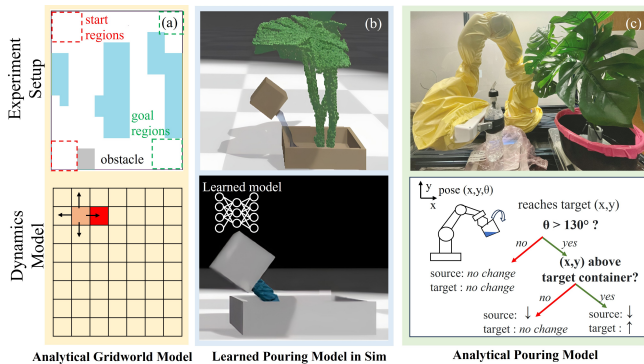 Experiment
Setup
(a)
start
regions
goal
regions
obstacle
(b)
(c)
Dynamics
Model
Learned model
y
x
pose (x,y,θ)
reaches target (x,y)
θ > 130° ?
no
yes
source: no change
target : no change
(x,y) above
target container?
no
yes
source: ↓
target : no change
source: ↓
target : ↑
Analytical Gridworld Model
Learned Pouring Model in Sim
Analytical Pouring Model